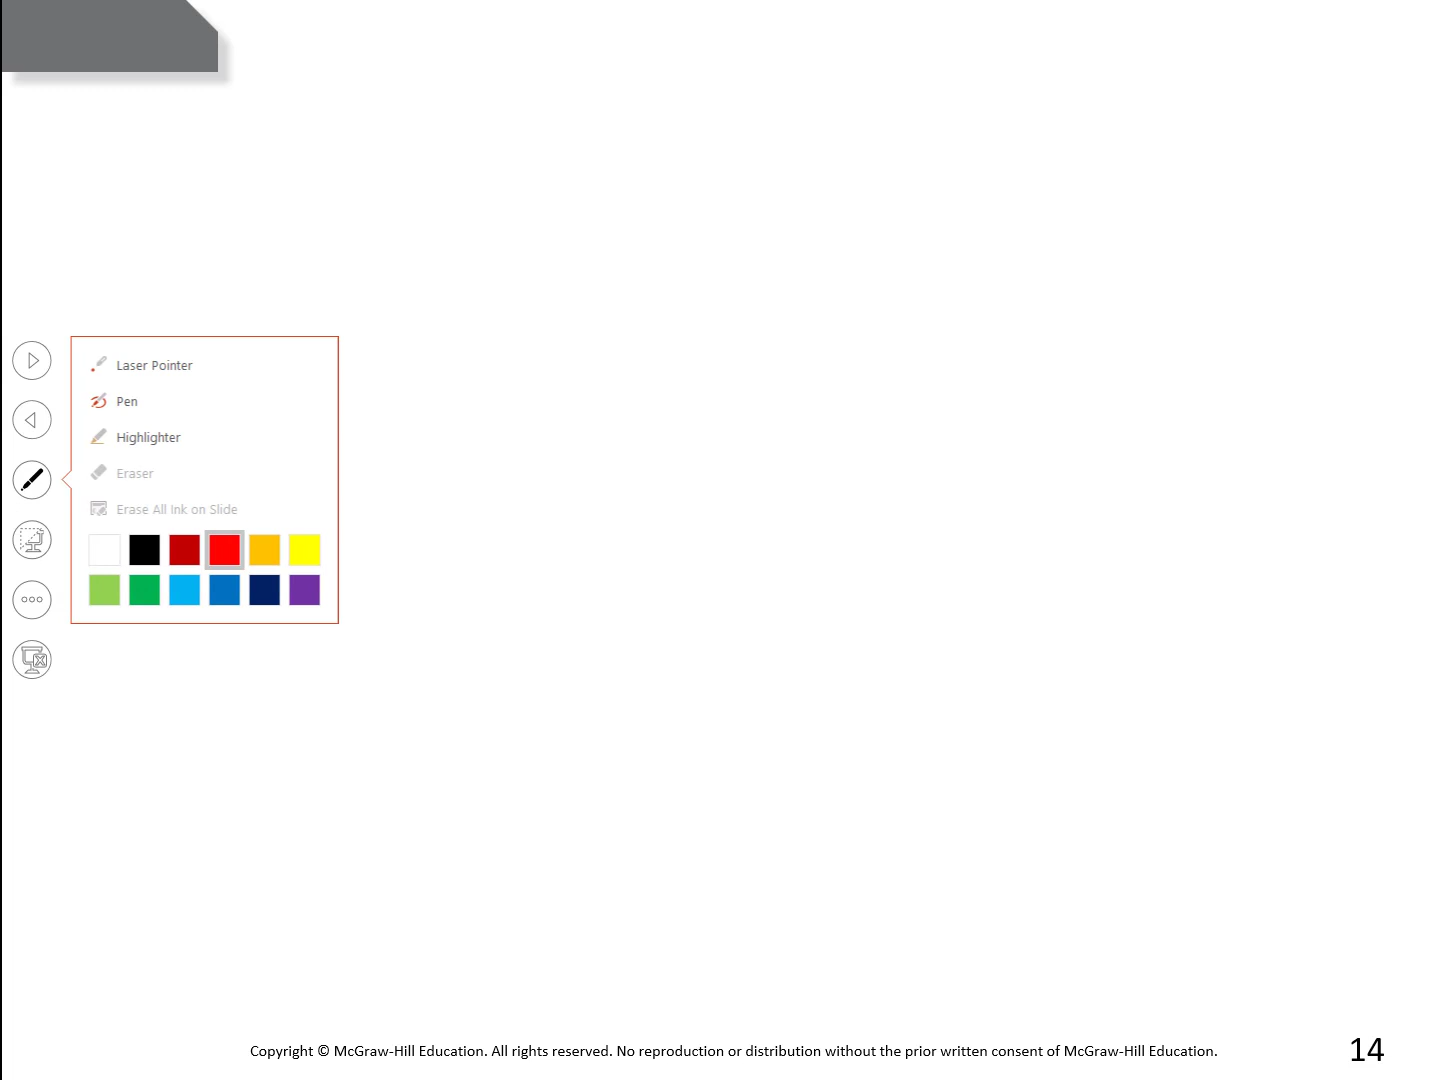 Laser Pointer
Pen
Highlighter
Eraser
Erase All Ink on Slide
Copyright © McGraw-Hill Education. All rights reserved. No reproduction or distribution without the prior written consent of McGraw-Hill Education.
14